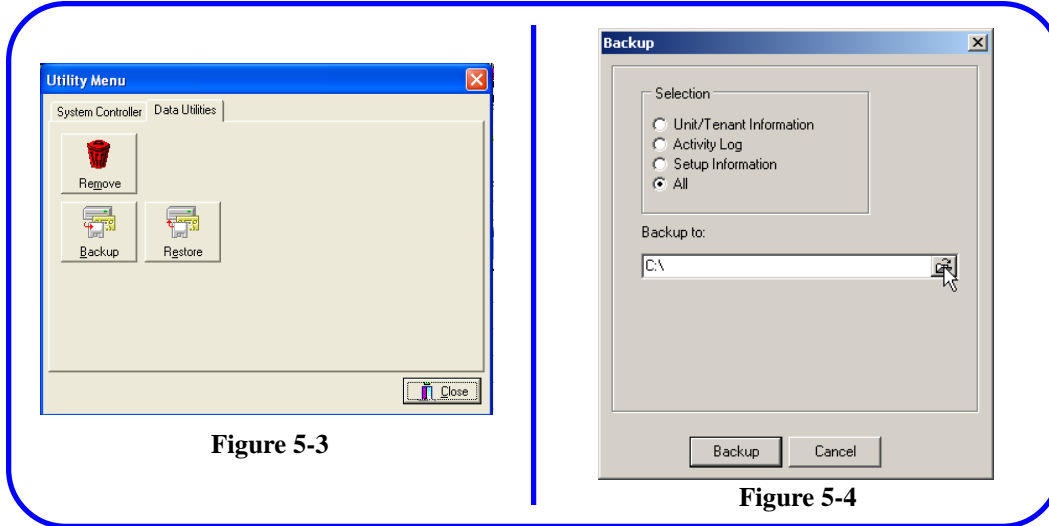 Utility Menu
System Controller
Data Utilities
Remove
Backup
Restore
Close
Figure 5-3
Backup
Selection
Unit/Tenant Information
Activity Log
Setup Information
All
Backup to:
C:\
Backup
Cancel
Figure 5-4